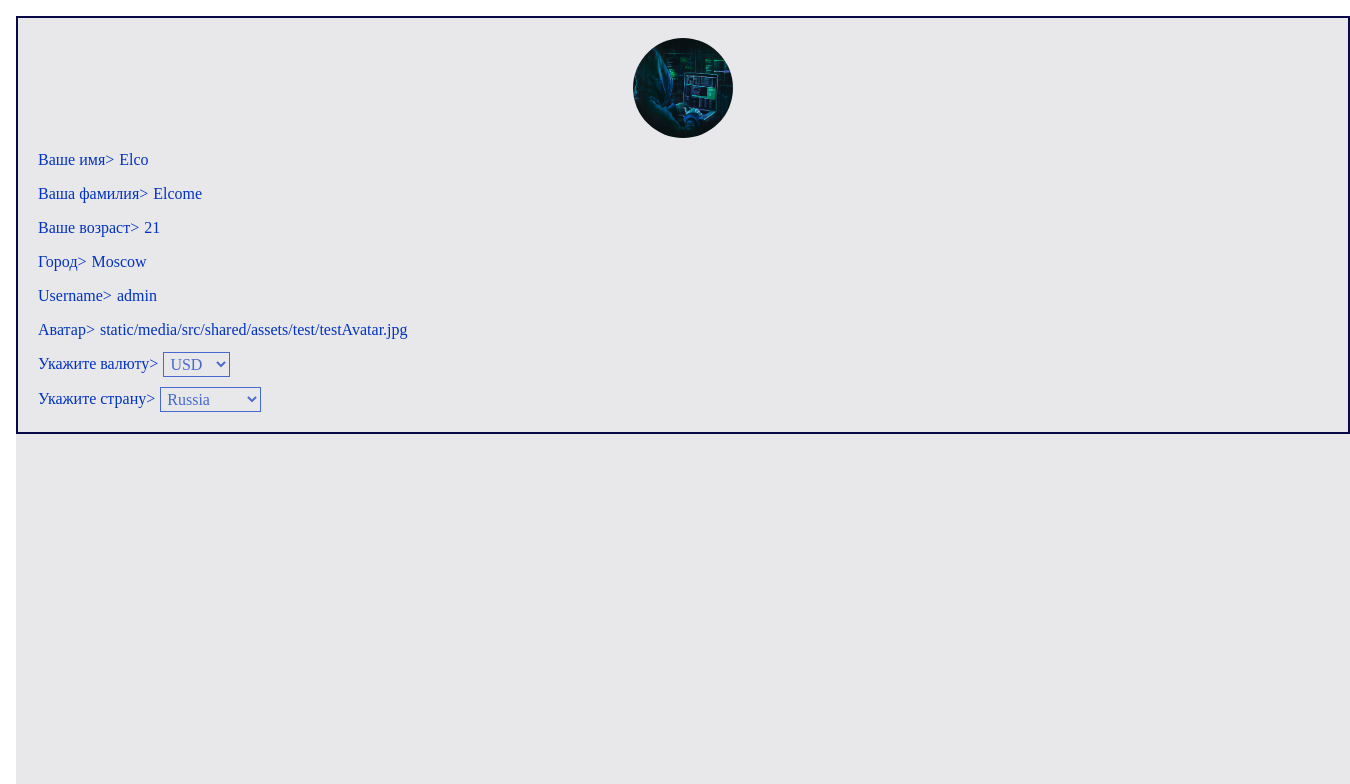 Ваше имя> Elco
Ваша фамилия> Elcome
Ваше возраст> 21
Город> Moscow
Username> admin
Аватар> static/media/src/shared/assets/test/testAvatar.jpg
Укажите валюту> USD
Укажите страну> Russia